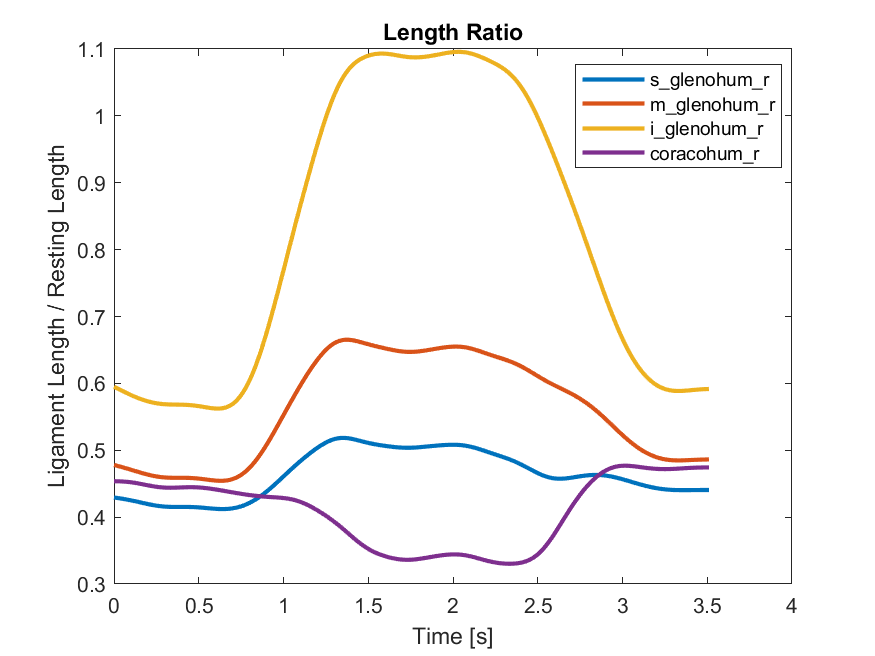 Length Ratio
Ligament Length / Resting Length
1.1
1
0.9
0.8
0.7
0.6
0.5
0.4
0.3
s_glenohum_r
m_glenohum_r
i_glenohum_r
coracohum_r
0 0.5 1 1.5 2 2.5 3 3.5 4
Time [s]